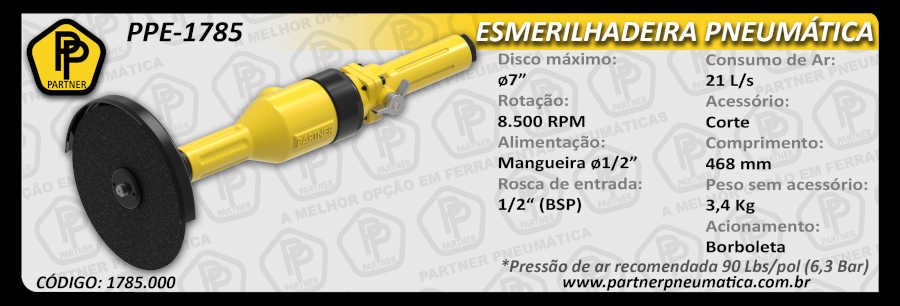 PPE-1785
ESMERILHADEIRA PNEUMÁTICA
PP
PARTNER
PARTNER
Disco máximo:
ø7”
Rotação:
8.500 RPM
Alimentação:
Mangueira ø1/2”
Rosca de entrada:
1/2“ (BSP)
Consumo de Ar:
21 L/s
Acessório:
Corte
Comprimento:
468 mm
Peso sem acessório:
3,4 Kg
Acionamento:
Borboleta
*Pressão de ar recomendada 90 Lbs/pol (6,3 Bar)
CÓDIGO: 1785.000
www.partnerpneumatica.com.br